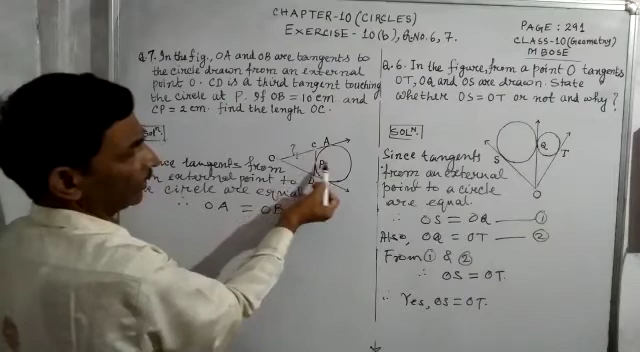 CHAPTER-10 (CIRCLES)
EXERCISE-10(b), Q.NO. 6, 7.
PAGE: 291
CLASS-10 (Geometry)
M BOSE
Q.7. In the fig., OA and OB are tangents to
the circle drawn from an external
point O. CD is a third tangent touching
the circle at P. If OB = 10 cm and
CP = 2 cm. find the length OC.
SOLN.
Since tangents from
an external point to
circle are equal
∴ OA = OB
O
?
C
A
P
Q.6. In the figure, from a point O tangents
OT, OQ and OS are drawn. State
whether OS = OT or not and why?
SOLN.
Since tangents
from an external
point to a circle
are equal.
∴ OS = OQ —— ①
Also, OQ = OT —— ②
From ① & ②
∴ OS = OT.
∴ Yes, OS = OT.
S
Q
T
O